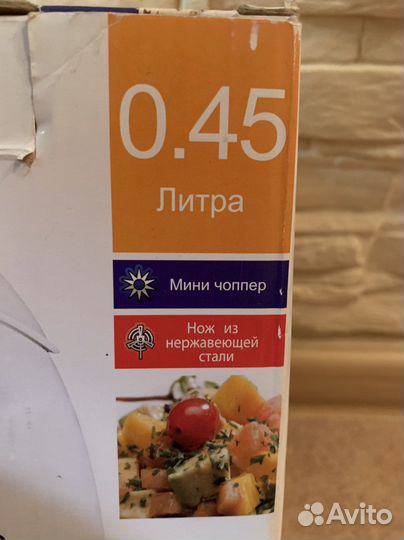 0.45
Литра
Мини чоппер
Нож из
нержавеющей
стали
Avito